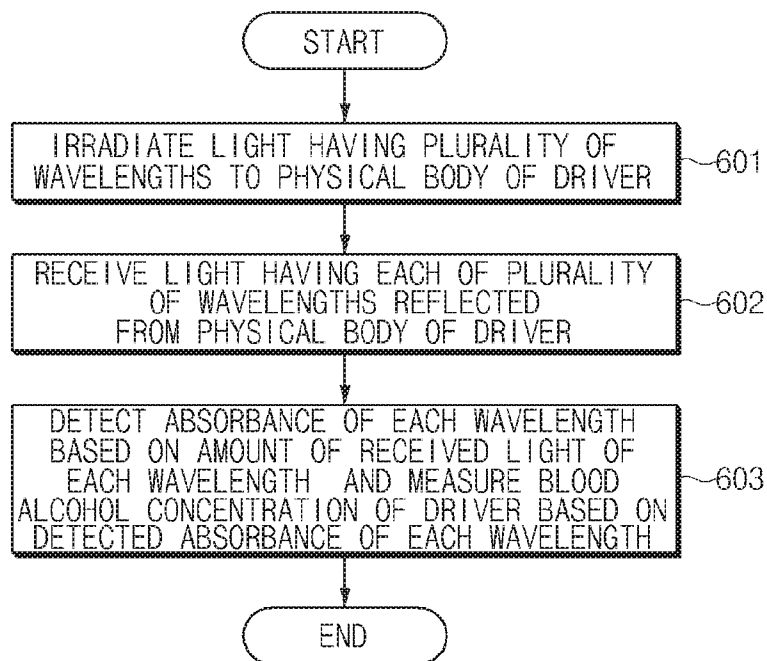 START
IRRADIATE LIGHT HAVING PLURALITY OF
WAVELENGTHS TO PHYSICAL BODY OF DRIVER
601
RECEIVE LIGHT HAVING EACH OF PLURALITY
OF WAVELENGTHS REFLECTED
FROM PHYSICAL BODY OF DRIVER
602
DETECT ABSORBANCE OF EACH WAVELENGTH
BASED ON AMOUNT OF RECEIVED LIGHT OF
EACH WAVELENGTH AND MEASURE BLOOD
ALCOHOL CONCENTRATION OF DRIVER BASED ON
DETECTED ABSORBANCE OF EACH WAVELENGTH
603
END